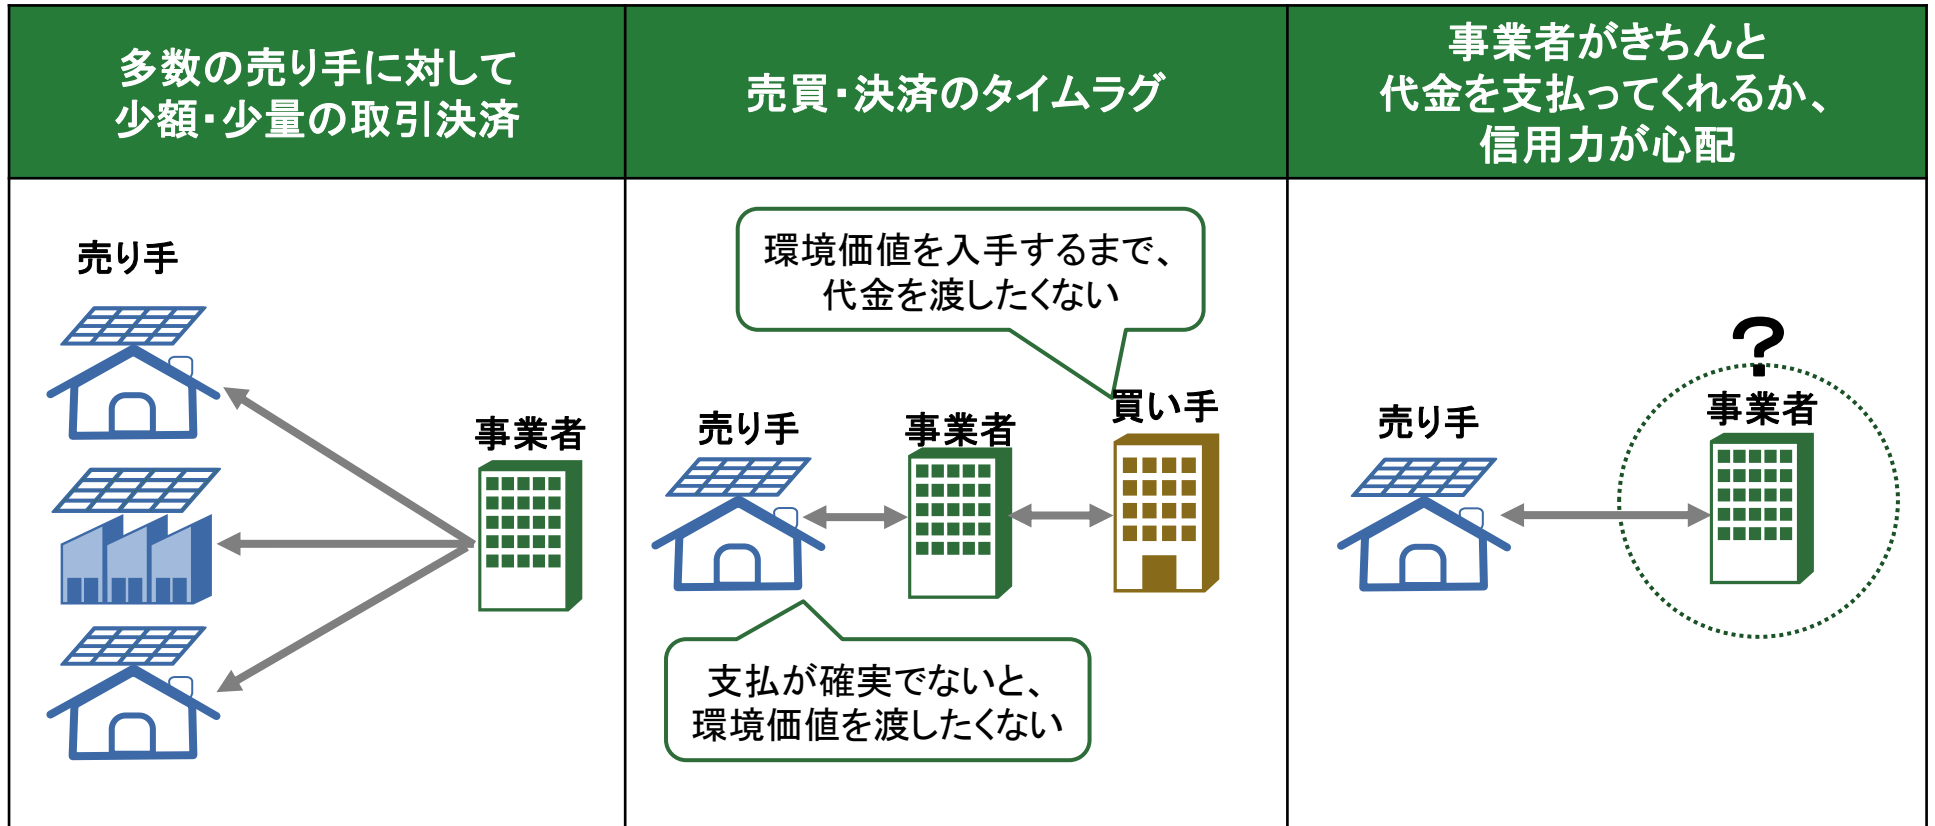 多数の売り手に対して
少額・少量の取引決済
売買・決済のタイムラグ
事業者がきちんと
代金を支払ってくれるか、
信用力が心配
売り手
事業者
環境価値を入手するまで、
代金を渡したくない
売り手
事業者
買い手
支払が確実でないと、
環境価値を渡したくない
?
売り手
事業者